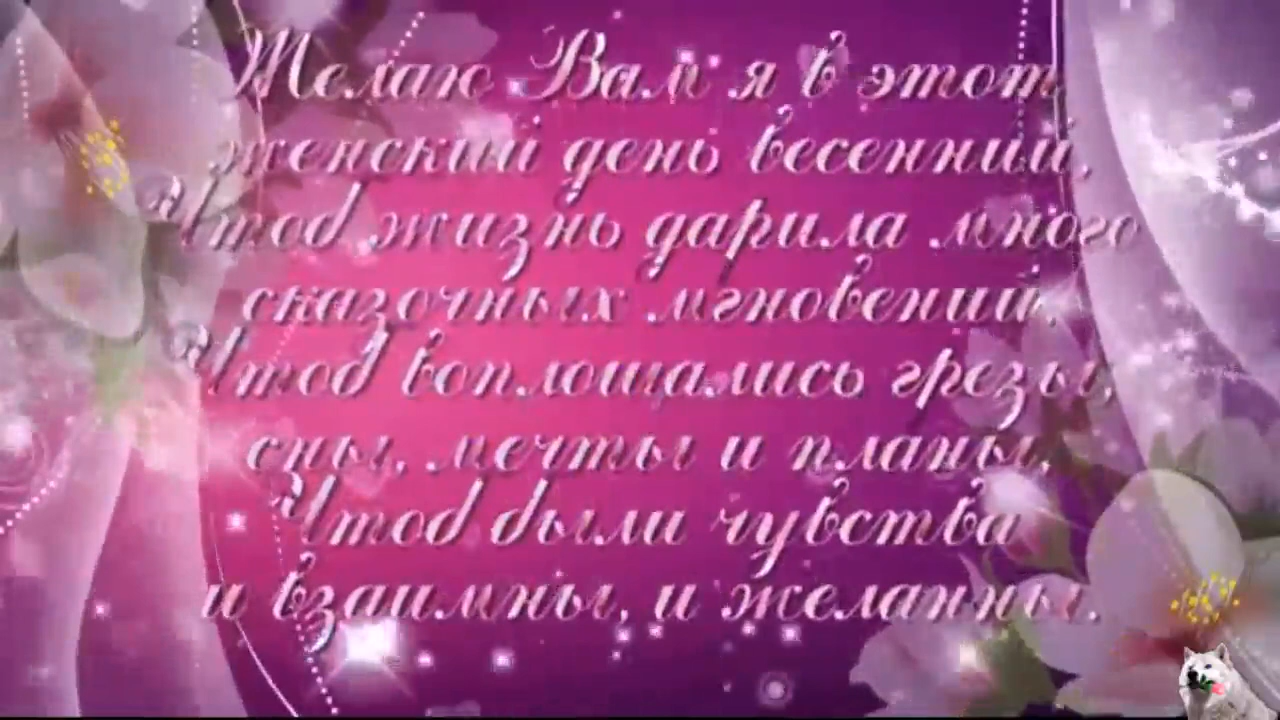 Желаю Вам я в этот
женский день весенний,
Чтоб жизнь дарила много
сказочных мгновений.
Чтоб воплощались грезы,
сны, мечты и планы,
Чтоб были чувства
и взаимны, и желанны.